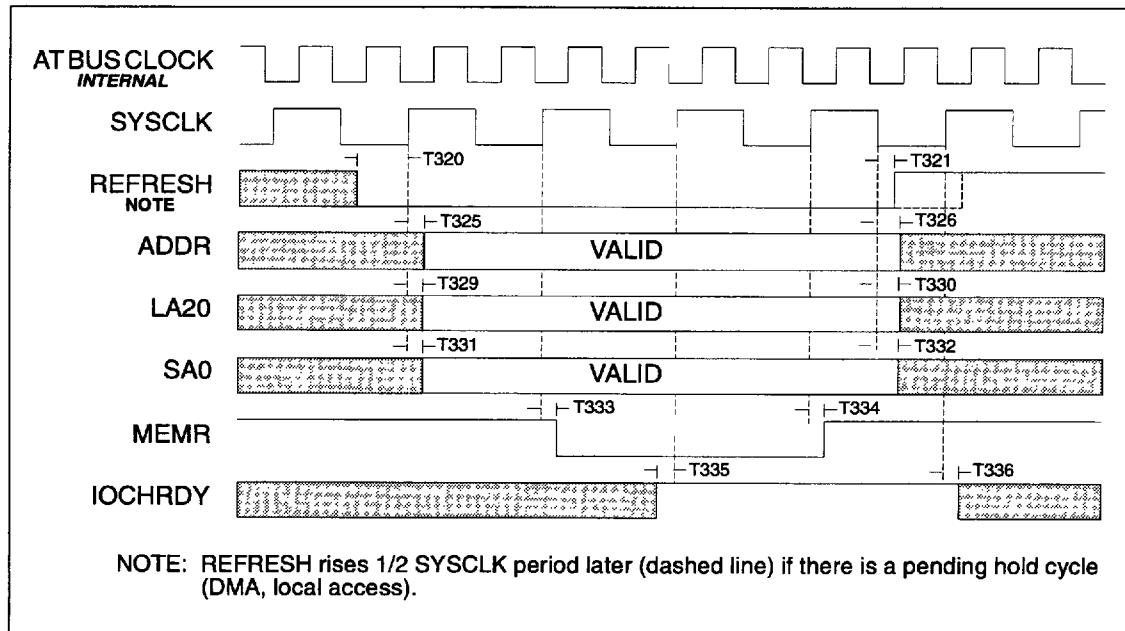 AT BUS CLOCK
INTERNAL
SYSCLK
T320
T321
REFRESH
NOTE
T325
T326
ADDR
VALID
T329
T330
LA20
VALID
T331
T332
SA0
VALID
T333
T334
MEMR
T335
T336
IOCHRDY
NOTE: REFRESH rises 1/2 SYSCLK period later (dashed line) if there is a pending hold cycle
(DMA, local access).